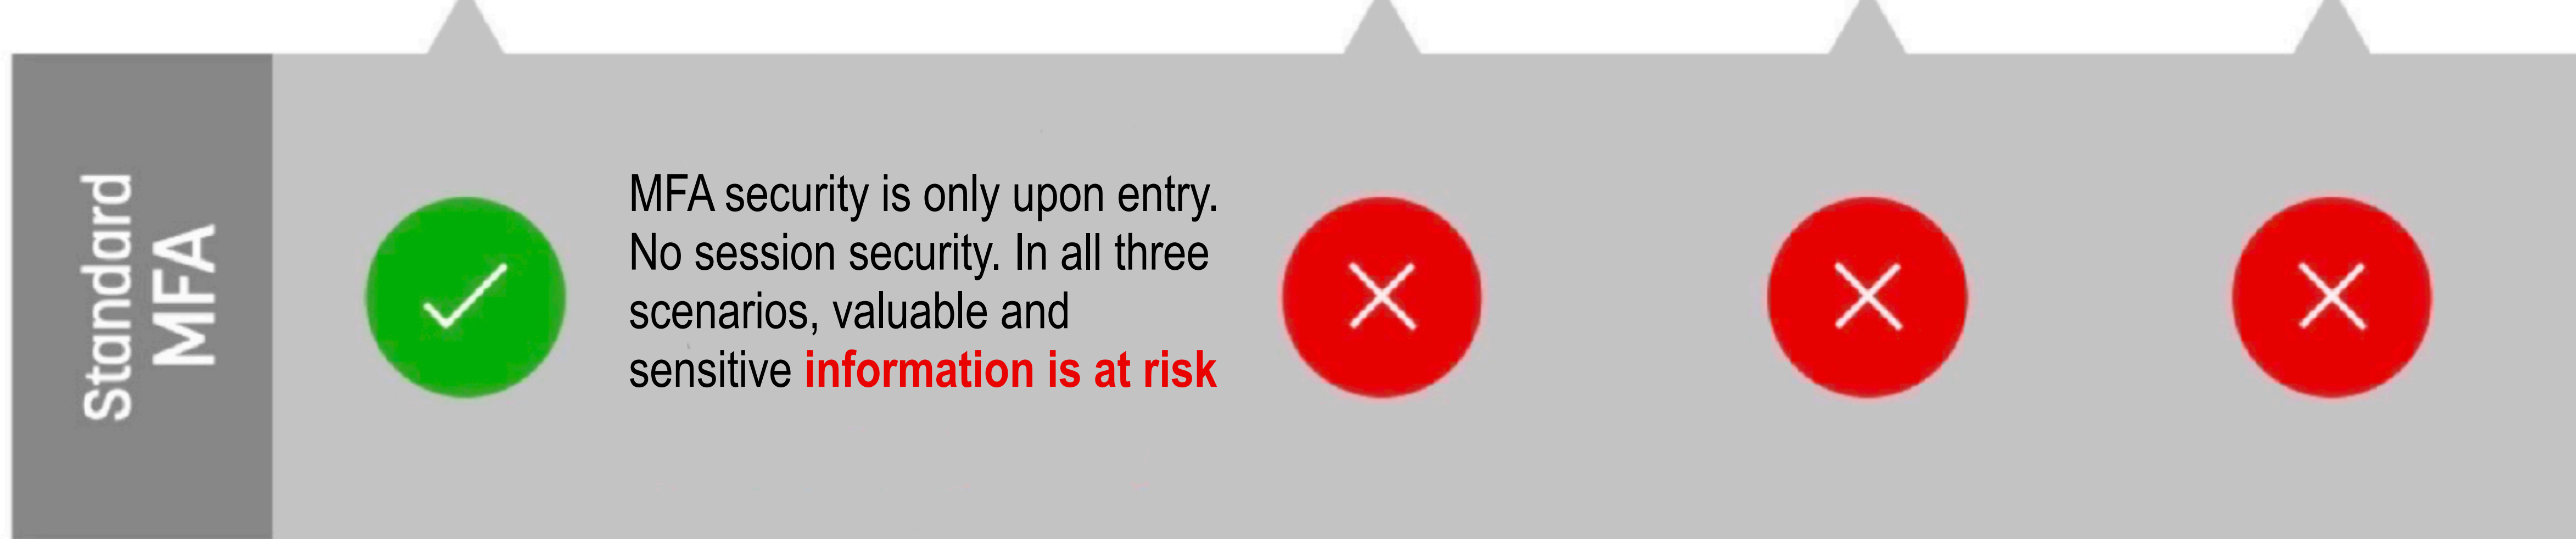 Standard
MFA
MFA security is only upon entry.
No session security. In all three
scenarios, valuable and
sensitive information is at risk